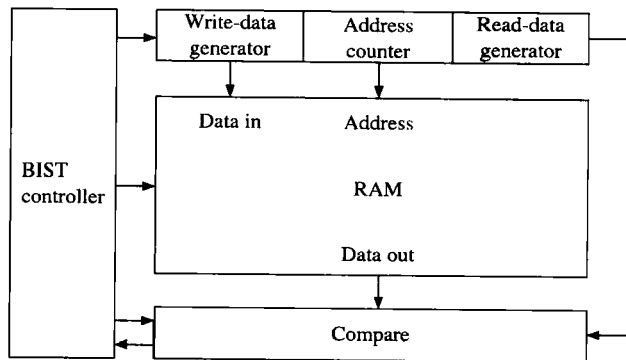 Write-data
generator
Address
counter
Read-data
generator
Data in
Address
BIST
controller
RAM
Data out
Compare